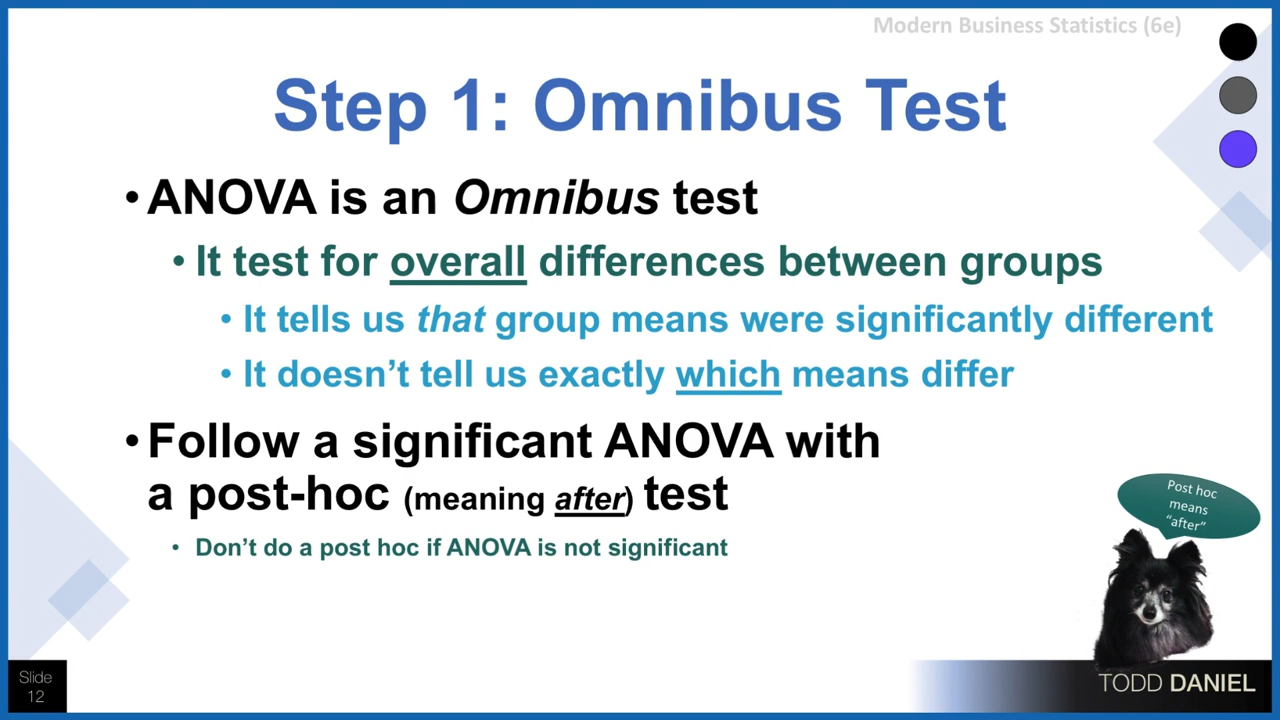 Modern Business Statistics (6e)
Step 1: Omnibus Test
• ANOVA is an Omnibus test
• It test for overall differences between groups
• It tells us that group means were significantly different
• It doesn’t tell us exactly which means differ
• Follow a significant ANOVA with
a post-hoc (meaning after) test
• Don’t do a post hoc if ANOVA is not significant
Post hoc
means
“after”
Slide
12
TODD DANIEL